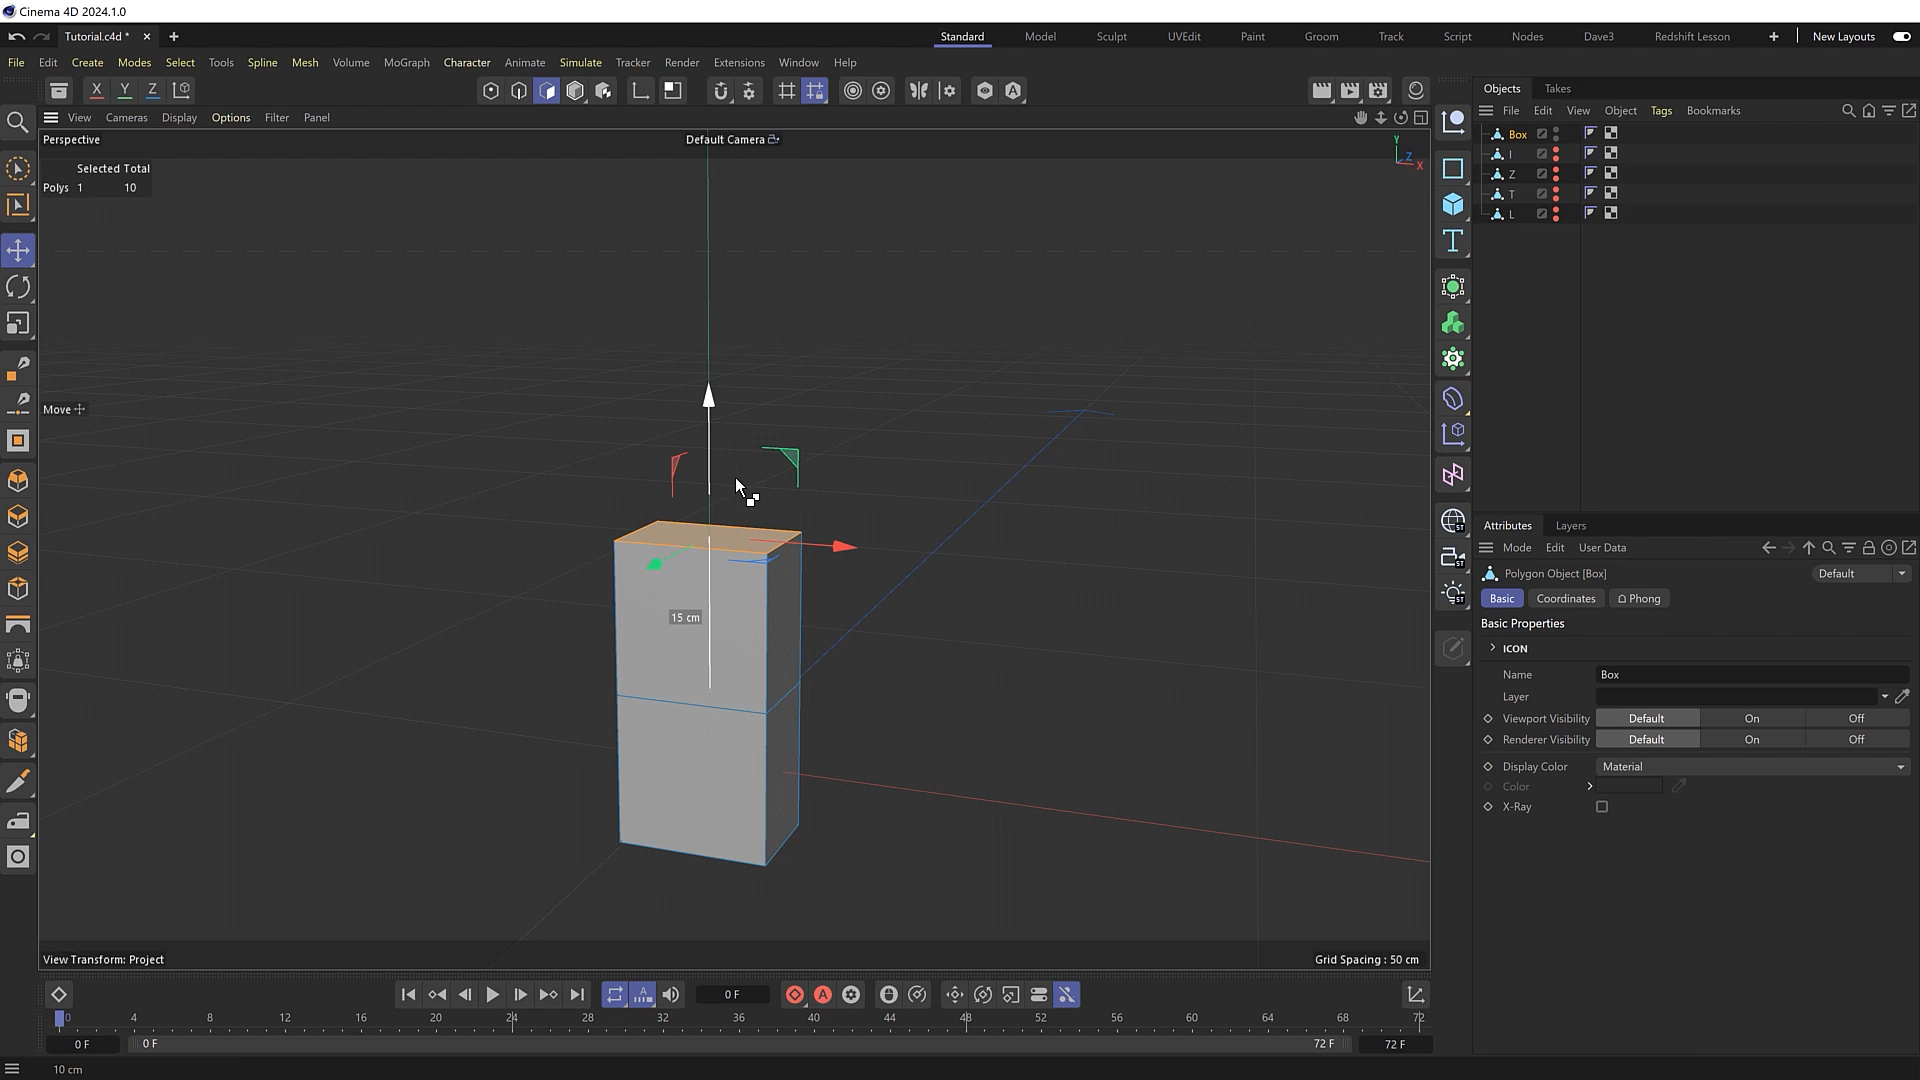 Cinema 4D 2024.1.0
Tutorial.c4d *
Standard Model Sculpt UVEdit Paint Groom Track Script Nodes Dave3 Redshift Lesson New Layouts
File Edit Create Modes Select Tools Spline Mesh Volume MoGraph Character Animate Simulate Tracker Render Extensions Window Help
X Y Z
Objects Takes
View Cameras Display Options Filter Panel
File Edit View Object Tags Bookmarks
Perspective
Default Camera
Y
Z
X
Selected Total
Polys 1 10
Box
I
Z
T
L
Move
15 cm
Attributes Layers
Mode Edit User Data
Polygon Object [Box]
Default
Basic Coordinates Phong
Basic Properties
ICON
Name Box
Layer
Viewport Visibility Default On Off
Renderer Visibility Default On Off
Display Color Material
Color
X-Ray
View Transform: Project
Grid Spacing : 50 cm
0 F
0 4 8 12 16 20 24 28 32 36 40 44 48 52 56 60 64 68 72
0 F 0 F 72 F 72 F
10 cm